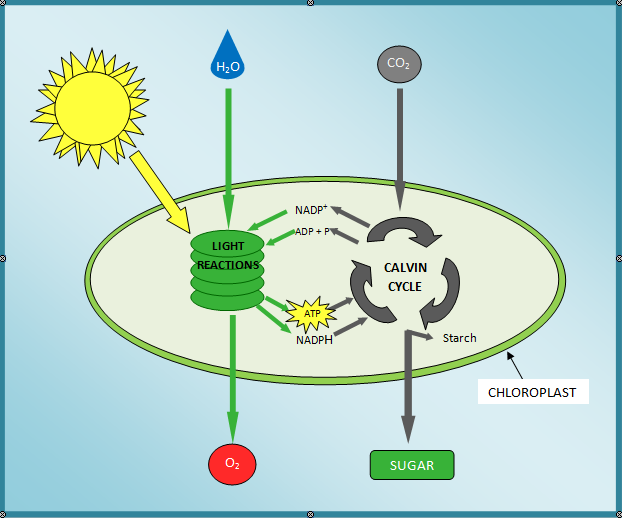 H₂O
CO₂
NADP⁺
ADP + P
LIGHT
REACTIONS
CALVIN
CYCLE
ATP
NADPH
Starch
CHLOROPLAST
O₂
SUGAR